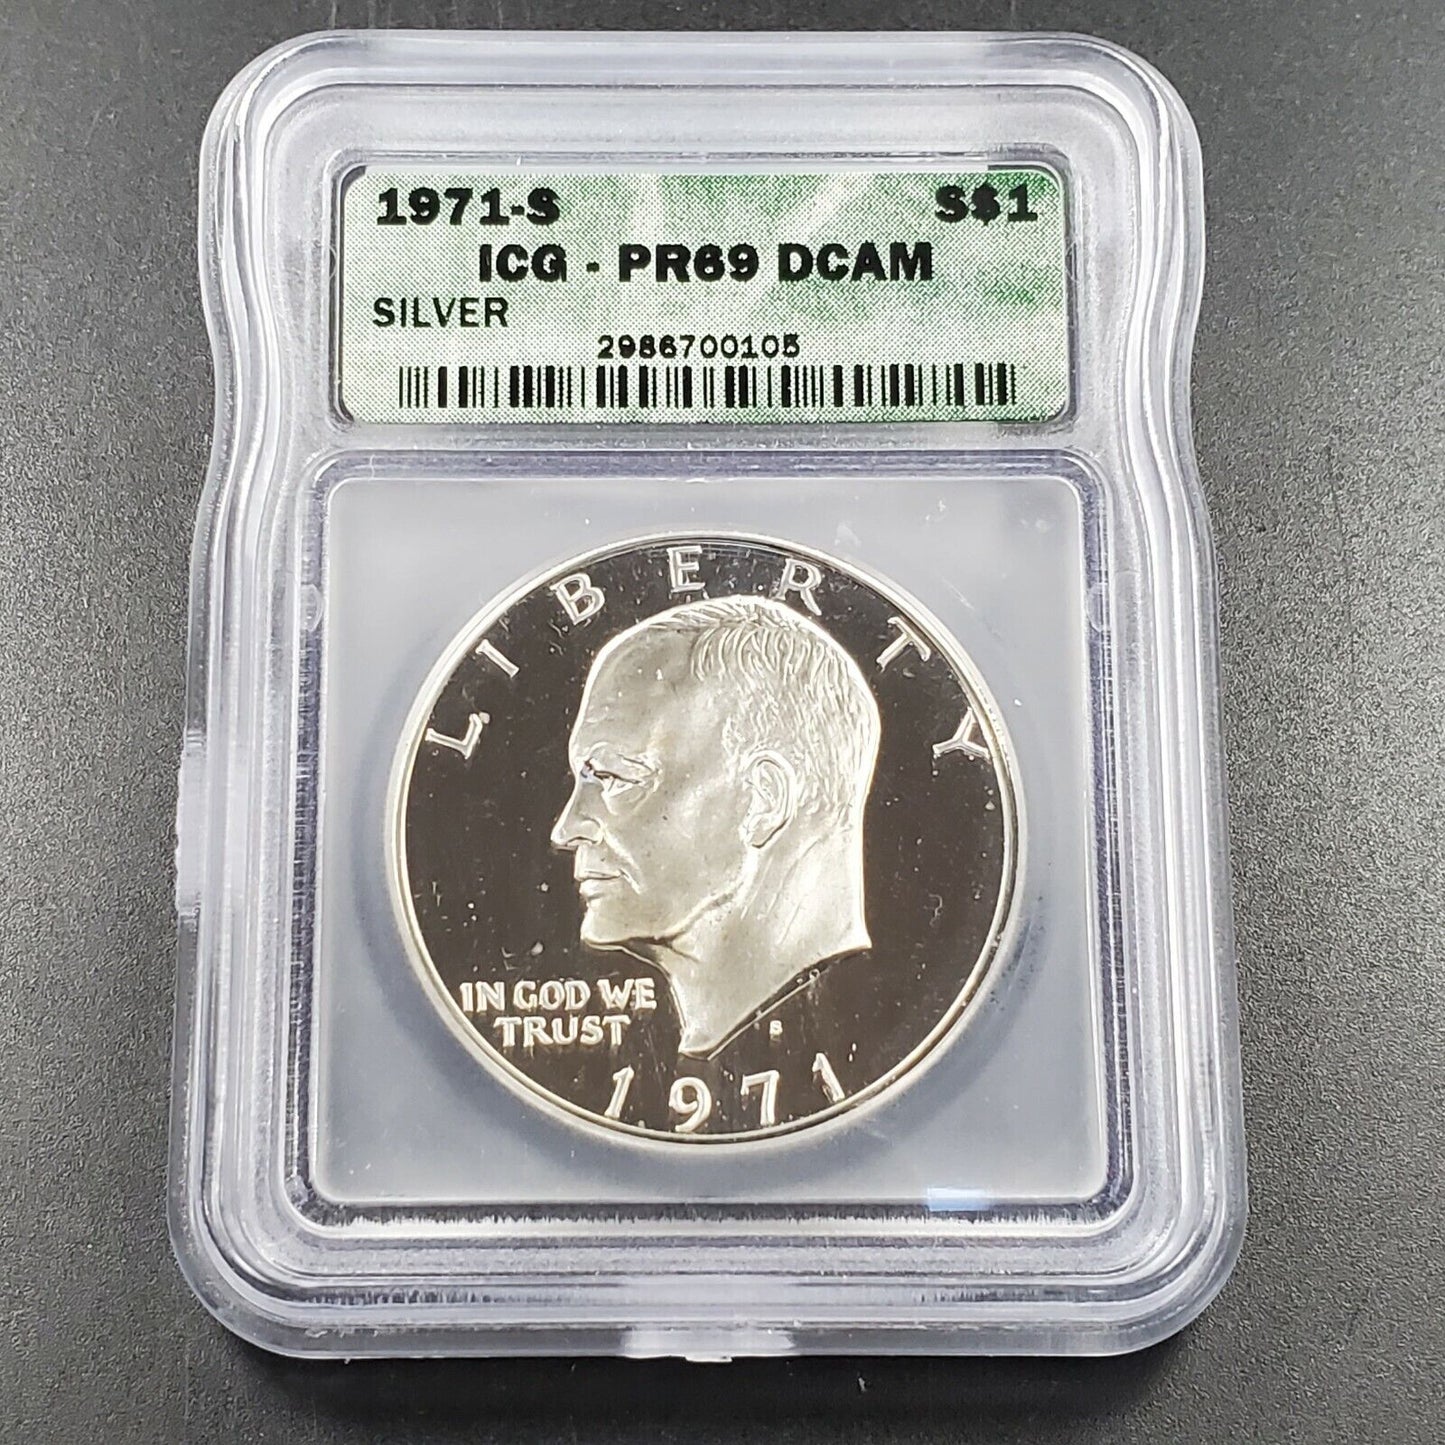 1971-S S$1
ICG - PR69 DCAM
SILVER
2986700105
LIBERTY
IN GOD WE
TRUST
S
1971